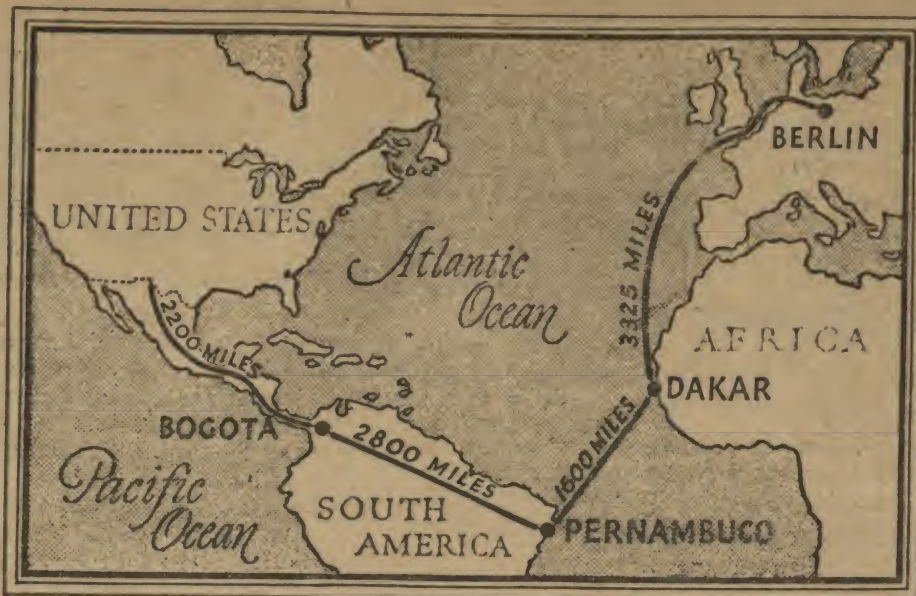 BERLIN
UNITED STATES
Atlantic
Ocean
3325 MILES
2200 MILES
AFRICA
DAKAR
BOGOTA
2800 MILES
1600 MILES
Pacific
Ocean
SOUTH
AMERICA
PERNAMBUCO